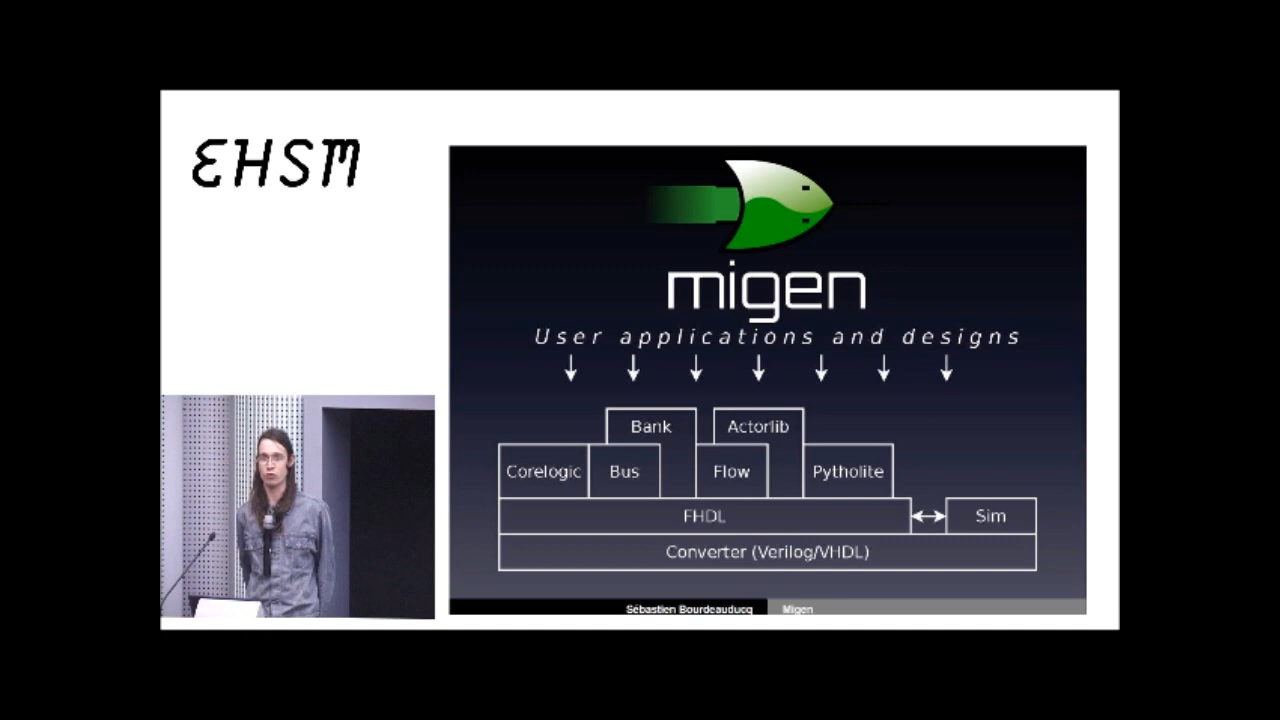 EHSM
migen
User applications and designs
Bank
Actorlib
Corelogic
Bus
Flow
Pytholite
FHDL
Sim
Converter (Verilog/VHDL)
Sébastien Bourdeauducq
Migen